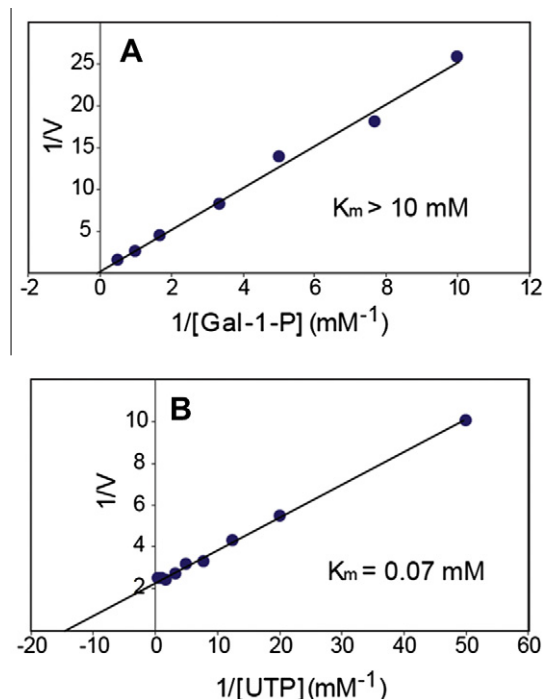 A
25
20
15
10
5
1/V
Km > 10 mM
-2 0 2 4 6 8 10 12
1/[Gal-1-P] (mM-1)
B
10
8
6
4
2
1/V
Km = 0.07 mM
-20 -10 0 10 20 30 40 50 60
1/[UTP] (mM-1)